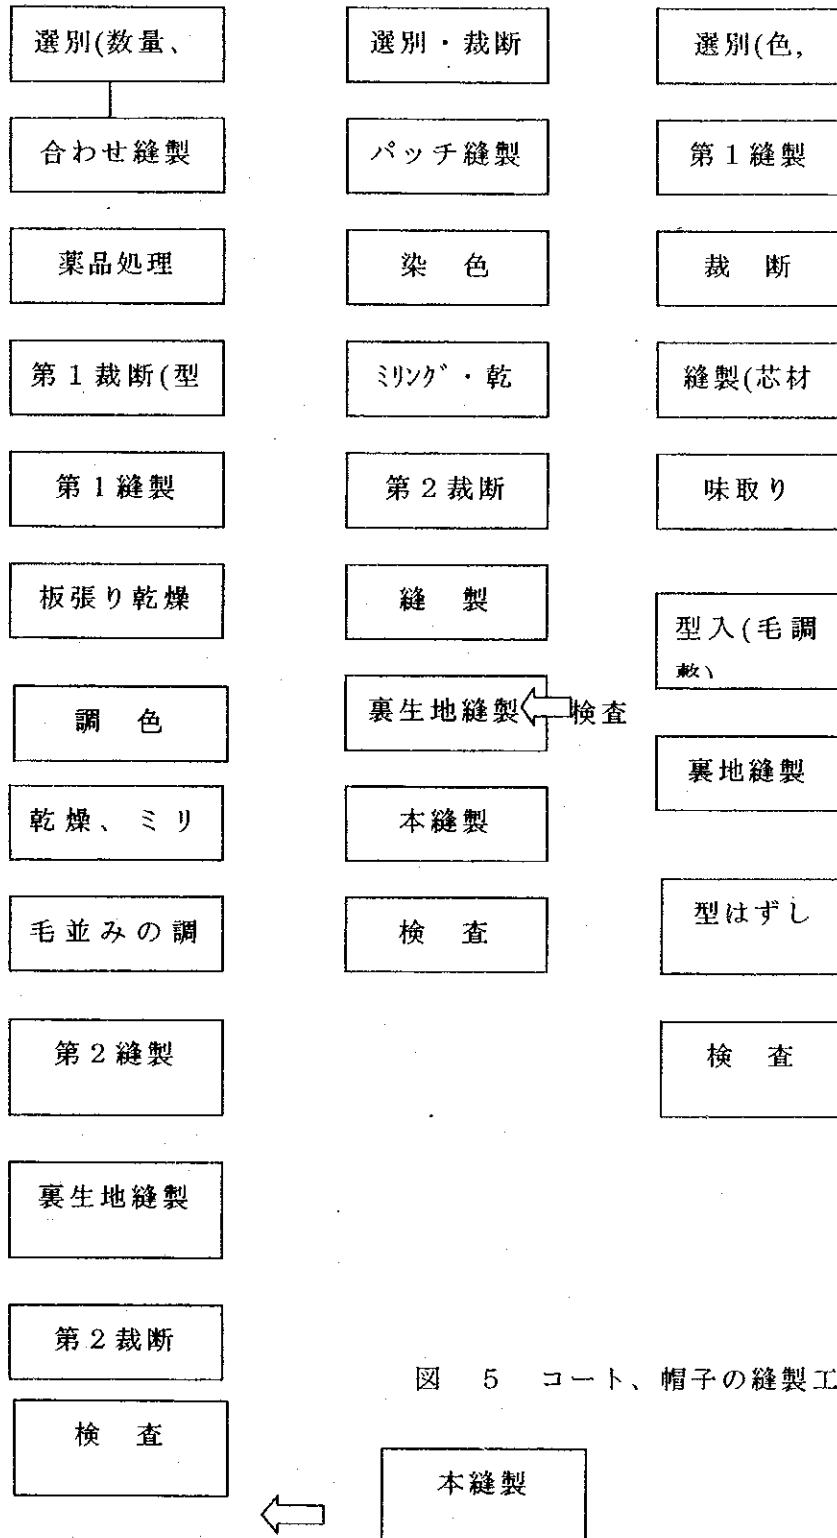 選別(数量、
合わせ縫製
薬品処理
第1裁断(型
第1縫製
板張り乾燥
調 色
乾燥、ミリ
毛並みの調
第2縫製
裏生地縫製
第2裁断
検 査
選別・裁断
パッチ縫製
染 色
ミリング・乾
第2裁断
縫 製
裏生地縫製
検査
本縫製
検 査
選別(色,
第1縫製
裁 断
縫製(芯材
味取り
型入(毛調
整)
裏地縫製
型はずし
検 査
図 5 コート、帽子の縫製工
本縫製